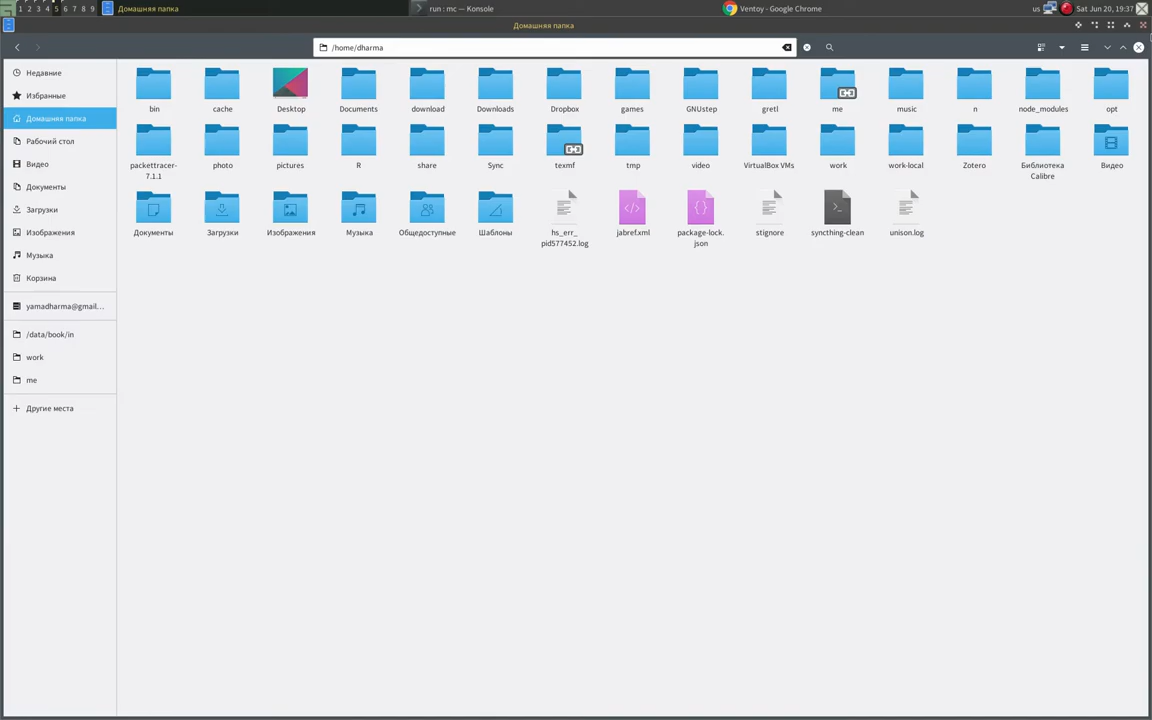 1 2 3 4 5 6 7 8 9
Домашняя папка
run : mc — Konsole
Ventoy - Google Chrome
us
Sat Jun 20, 19:37
Домашняя папка
/home/dharma
Недавние
Избранные
Домашняя папка
Рабочий стол
Видео
Документы
Загрузки
Изображения
Музыка
Корзина
yamadharma@gmail...
/data/book/in
work
me
Другие места
bin
cache
Desktop
Documents
download
Downloads
Dropbox
games
GNUstep
gretl
me
music
n
node_modules
opt
packettracer-
7.1.1
photo
pictures
R
share
Sync
texmf
tmp
video
VirtualBox VMs
work
work-local
Zotero
Библиотека
Calibre
Видео
Документы
Загрузки
Изображения
Музыка
Общедоступные
Шаблоны
hs_err_
pid577452.log
jabref.xml
package-lock.
json
stignore
syncthing-clean
unison.log